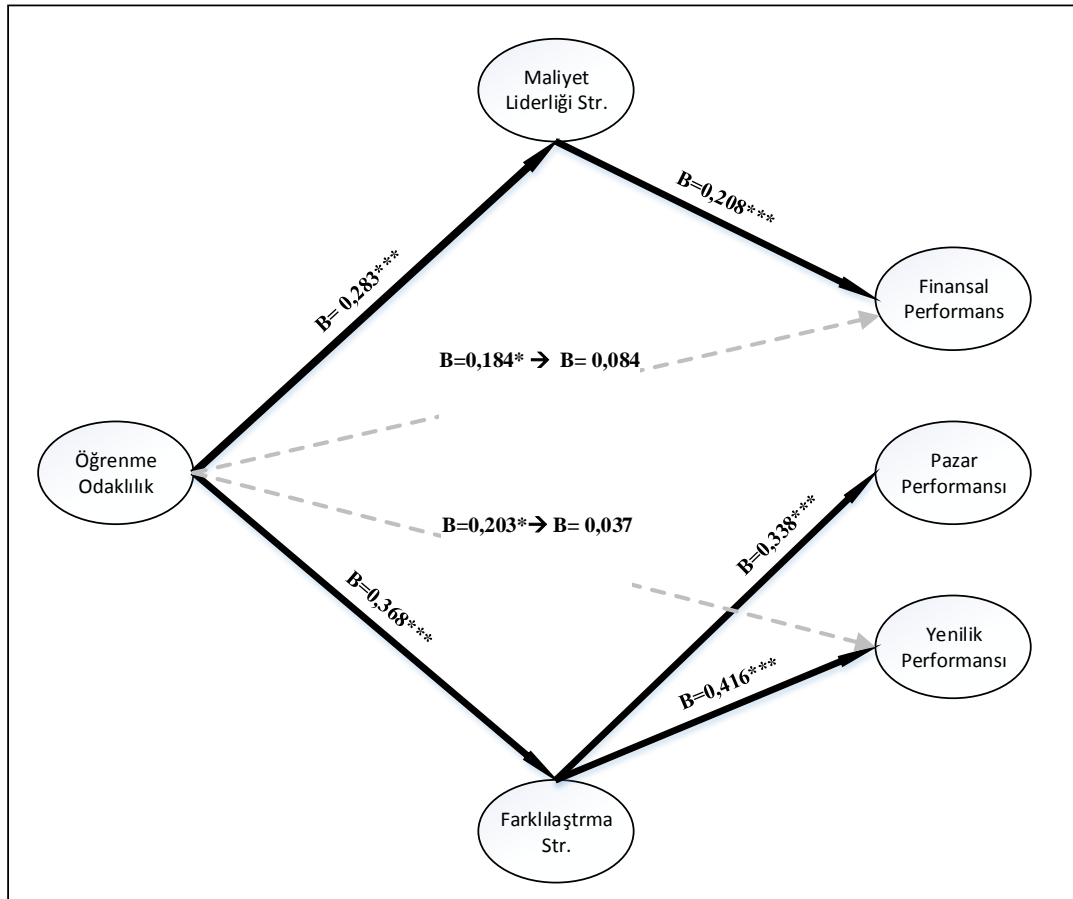 Maliyet
Liderliği Str.
B=0,208***
B= 0,283***
Finansal
Performans
B=0,184* → B= 0,084
Öğrenme
Odaklılık
Pazar
Performansı
B=0,203* → B= 0,037
B=0,338***
B=0,368***
Yenilik
Performansı
B=0,416***
Farklılaştrma
Str.